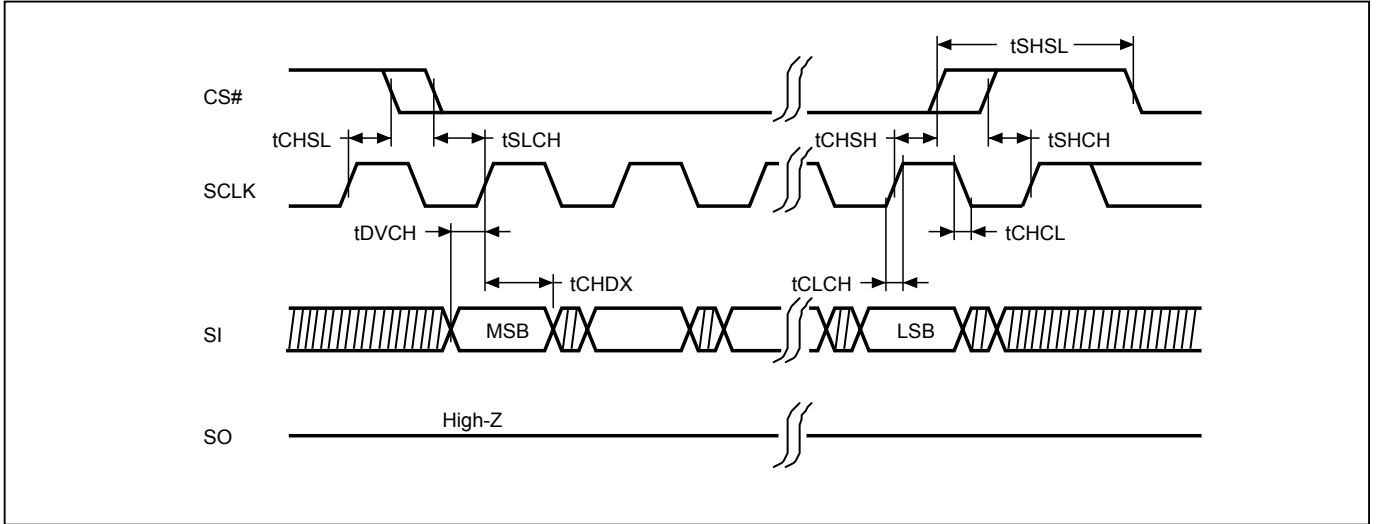 tSHSL
CS#
tCHSL
tSLCH
tCHSH
tSHCH
SCLK
tDVCH
tCHCL
tCHDX
tCLCH
SI
MSB
LSB
High-Z
SO